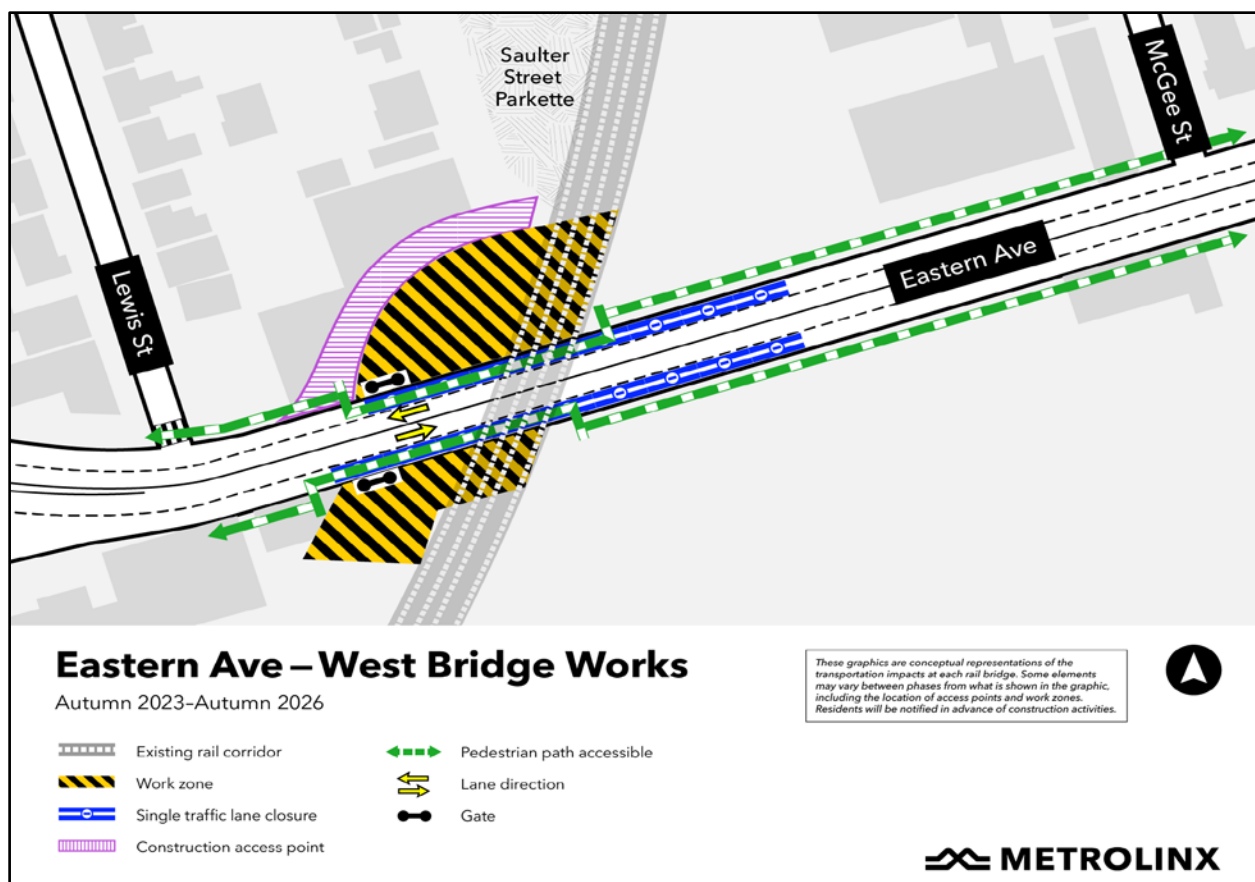 Saulter
Street
Parkette
McGee St
Lewis St
Eastern Ave
Eastern Ave – West Bridge Works
Autumn 2023–Autumn 2026
These graphics are conceptual representations of the
transportation impacts at each rail bridge. Some elements
may vary between phases from what is shown in the graphic,
including the location of access points and work zones.
Residents will be notified in advance of construction activities.
Existing rail corridor
Work zone
Single traffic lane closure
Construction access point
Pedestrian path accessible
Lane direction
Gate
METROLINX